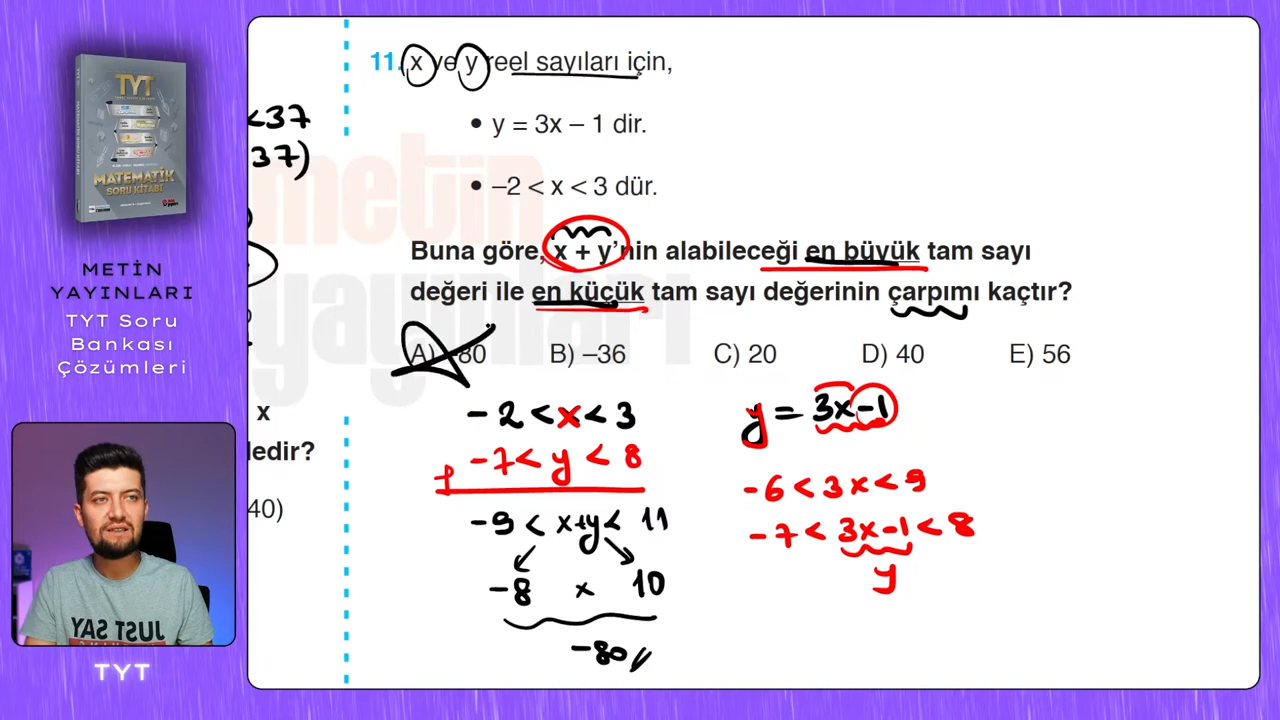 TYT
MATEMATİK
SORU KİTABI
METİN
YAYINLARI
TYT Soru
Bankası
Çözümleri
<37
37)
x
ledir?
40)
metin
yayınları
11. x ve y reel sayıları için,
• y = 3x – 1 dir.
• –2 < x < 3 dür.
Buna göre, x + y'nin alabileceği en büyük tam sayı
değeri ile en küçük tam sayı değerinin çarpımı kaçtır?
A) –80 B) –36 C) 20 D) 40 E) 56
-2 < x < 3
+ -7 < y < 8
-9 < x+y < 11
-8 x 10
-80
y = 3x-1
-6 < 3x < 9
-7 < 3x-1 < 8
y
JUST SAY
TYT